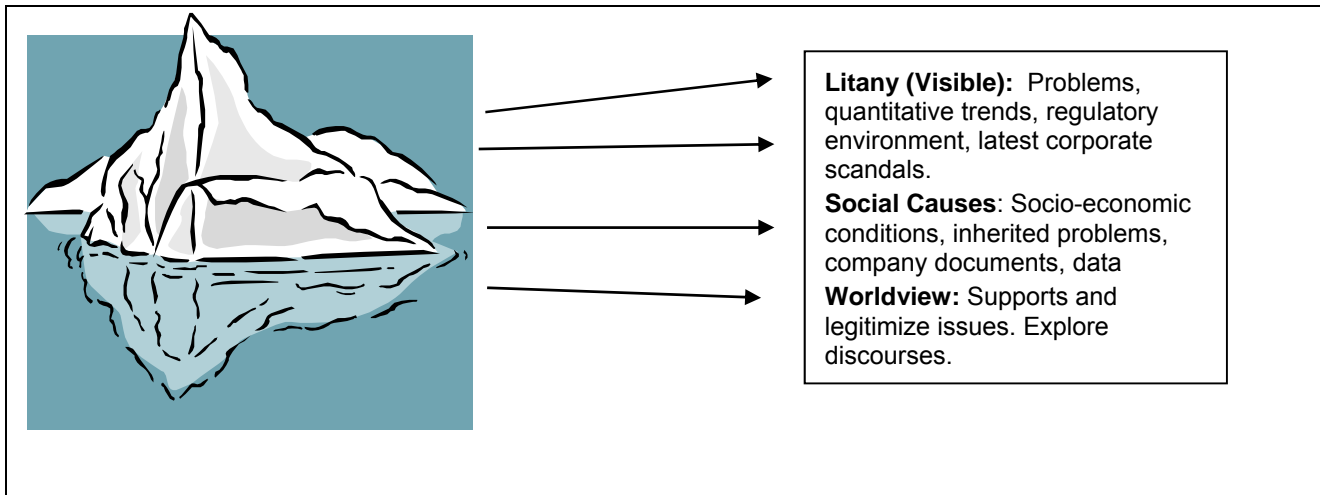 Litany (Visible): Problems,
quantitative trends, regulatory
environment, latest corporate
scandals.
Social Causes: Socio-economic
conditions, inherited problems,
company documents, data
Worldview: Supports and
legitimize issues. Explore
discourses.